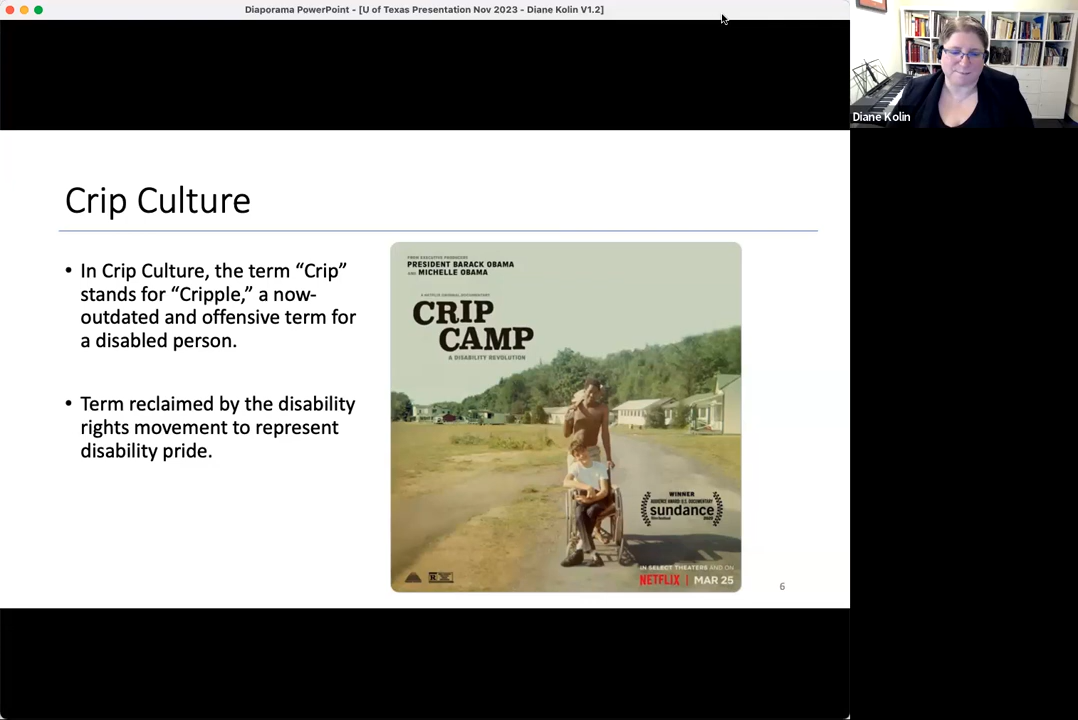 Diaporama PowerPoint - [U of Texas Presentation Nov 2023 - Diane Kolin V1.2]
Diane Kolin
Crip Culture
• In Crip Culture, the term “Crip”
stands for “Cripple,” a now-
outdated and offensive term for
a disabled person.
• Term reclaimed by the disability
rights movement to represent
disability pride.
FROM EXECUTIVE PRODUCERS
PRESIDENT BARACK OBAMA
AND MICHELLE OBAMA
A NETFLIX ORIGINAL DOCUMENTARY
CRIP
CAMP
A DISABILITY REVOLUTION
WINNER
AUDIENCE AWARD: U.S. DOCUMENTARY
sundance
film festival 2020
IN SELECT THEATERS AND ON
NETFLIX | MAR 25
R
6